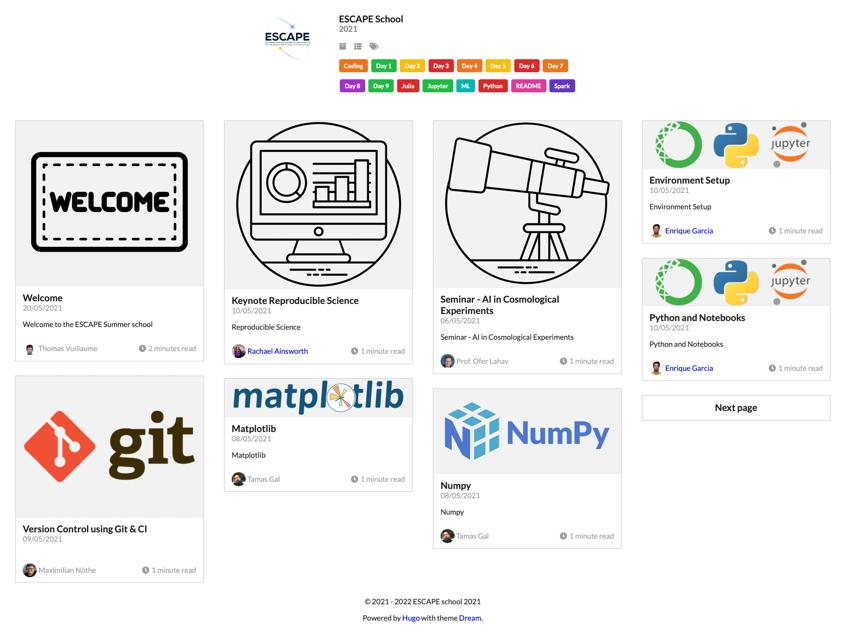 ESCAPE
ESCAPE School
2021
Coding Day 1 Day 2 Day 3 Day 4 Day 5 Day 6 Day 7
Day 8 Day 9 Julia Jupyter ML Python README Spark
WELCOME
Welcome
20/05/2021
Welcome to the ESCAPE Summer school
Thomas Vuillaume 2 minutes read
git
Version Control using Git & CI
09/05/2021
Maximilian Nöthe 1 minute read
Keynote Reproducible Science
10/05/2021
Reproducible Science
Rachael Ainsworth 1 minute read
matplotlib
Matplotlib
08/05/2021
Matplotlib
Tamas Gal 1 minute read
Seminar - AI in Cosmological
Experiments
06/05/2021
Seminar - AI in Cosmological Experiments
Prof. Ofer Lahav 1 minute read
NumPy
Numpy
08/05/2021
Numpy
Tamas Gal 1 minute read
jupyter
Environment Setup
10/05/2021
Environment Setup
Enrique Garcia 1 minute read
jupyter
Python and Notebooks
10/05/2021
Python and Notebooks
Enrique Garcia 1 minute read
Next page
© 2021 - 2022 ESCAPE school 2021
Powered by Hugo with theme Dream.